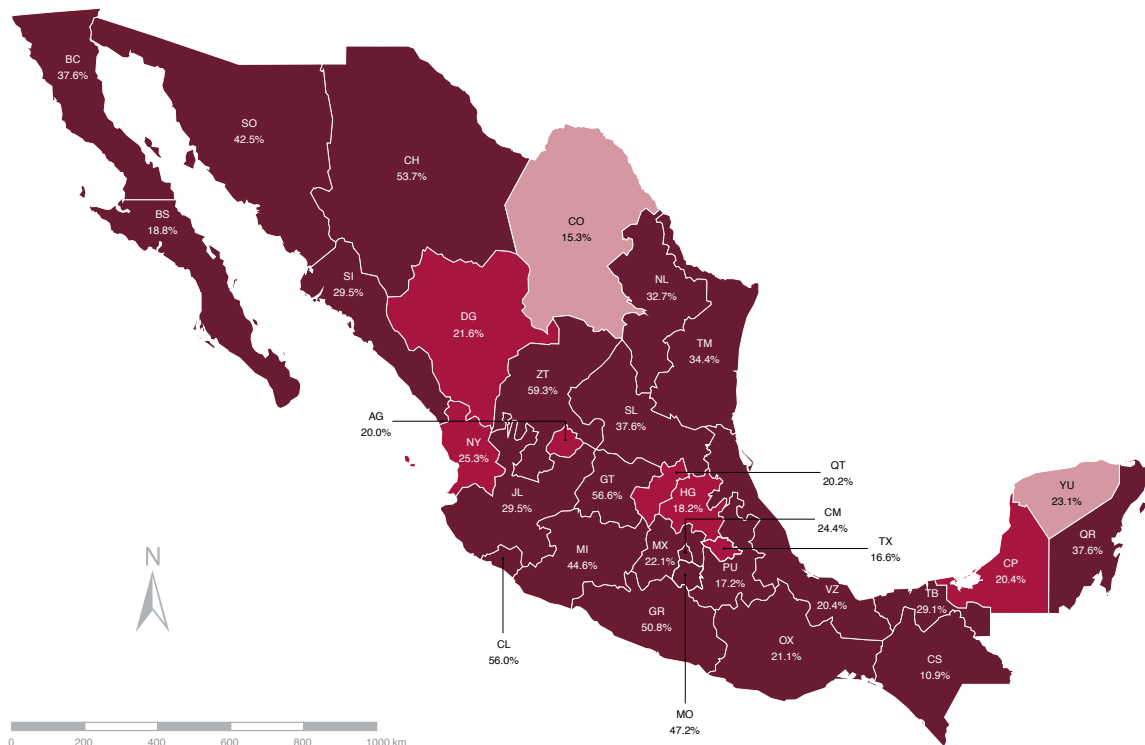 BC
37.6%
SO
42.5%
CH
53.7%
BS
18.8%
CO
15.3%
SI
29.5%
NL
32.7%
DG
21.6%
TM
34.4%
ZT
59.3%
AG
20.0%
SL
37.6%
NY
25.3%
QT
20.2%
GT
56.6%
HG
18.2%
YU
23.1%
JL
29.5%
CM
24.4%
TX
16.6%
QR
37.6%
MI
44.6%
MX
22.1%
PU
17.2%
CP
20.4%
N
VZ
20.4%
TB
29.1%
GR
50.8%
OX
21.1%
CL
56.0%
CS
10.9%
MO
47.2%
0 200 400 600 800 1000 km